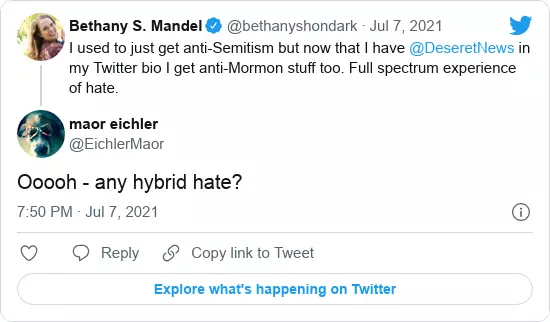 Bethany S. Mandel @bethanyshondark · Jul 7, 2021
I used to just get anti-Semitism but now that I have @DeseretNews in
my Twitter bio I get anti-Mormon stuff too. Full spectrum experience
of hate.
maor eichler
@EichlerMaor
Ooooh - any hybrid hate?
7:50 PM · Jul 7, 2021
Reply Copy link to Tweet
Explore what's happening on Twitter